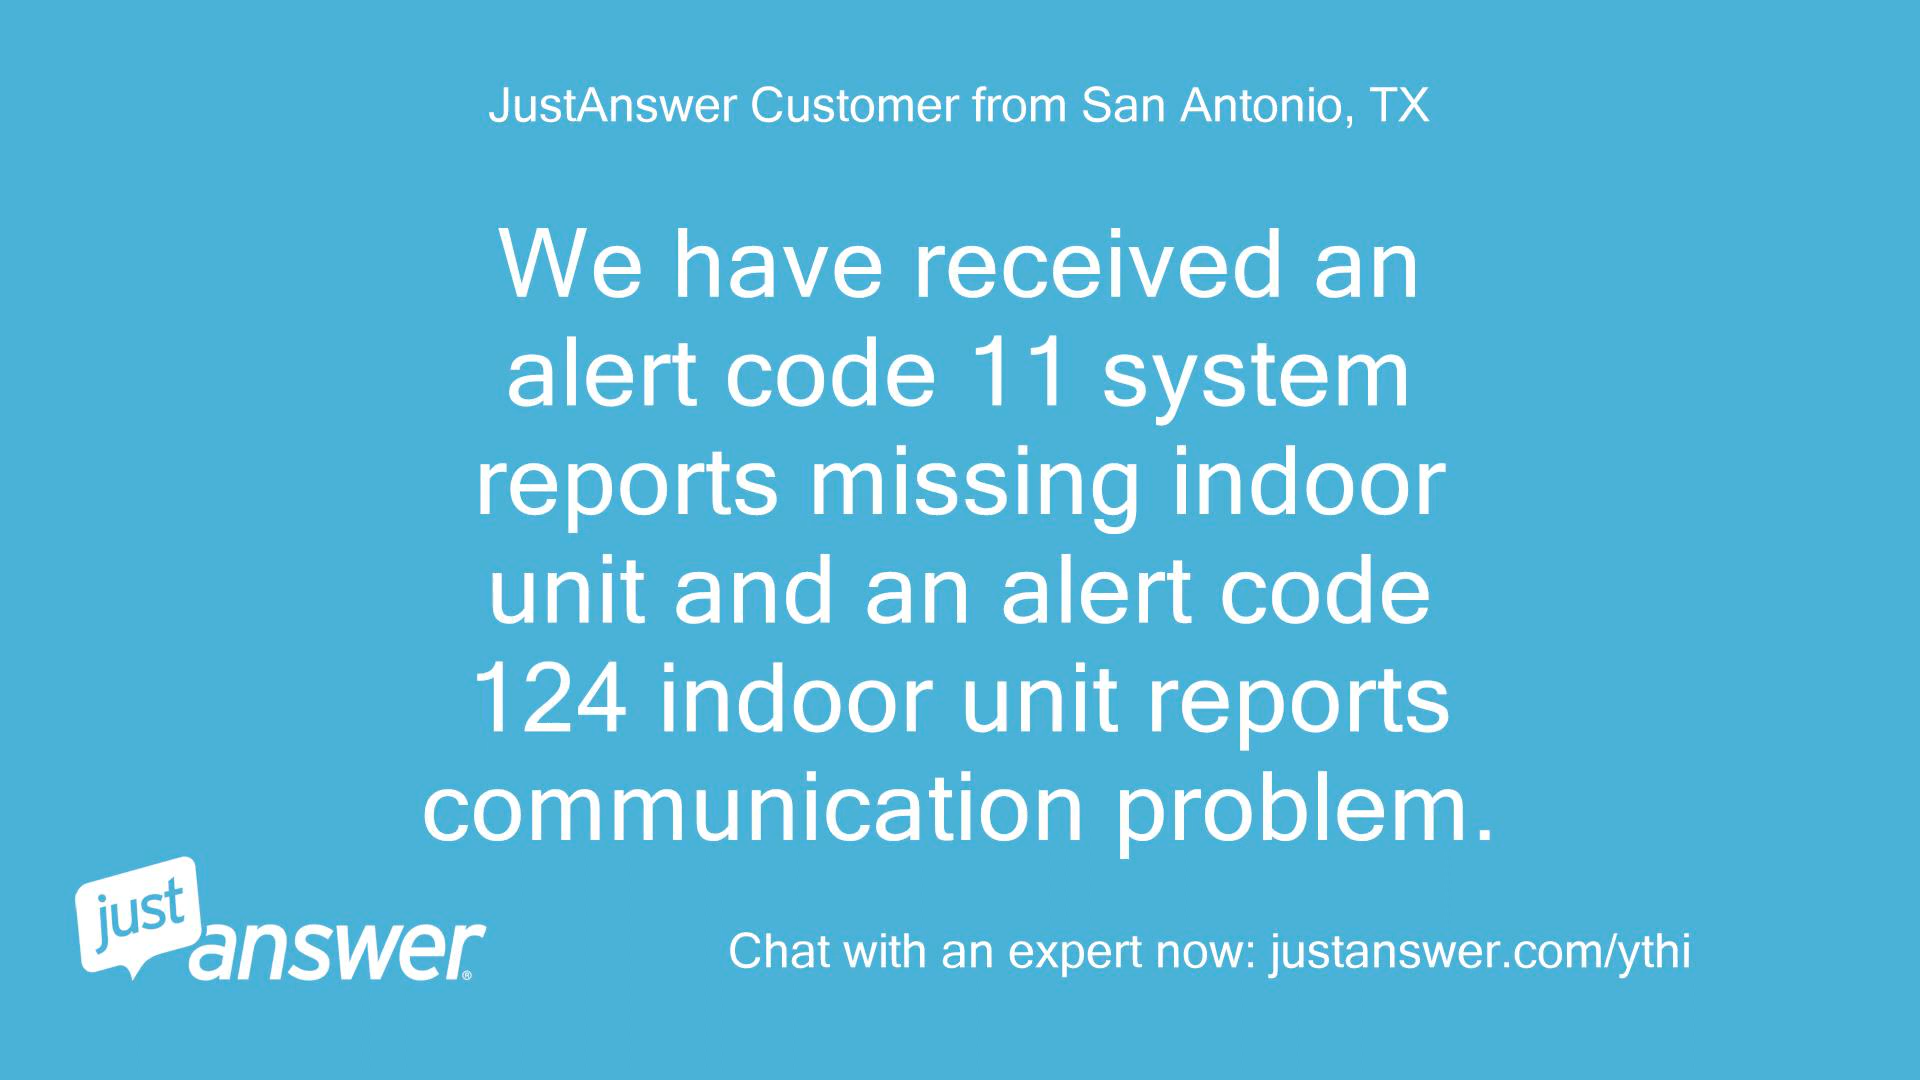 JustAnswer Customer from San Antonio, TX
We have received an
alert code 11 system
reports missing indoor
unit and an alert code
124 indoor unit reports
communication problem.
just
answer®
Chat with an expert now: justanswer.com/ythi